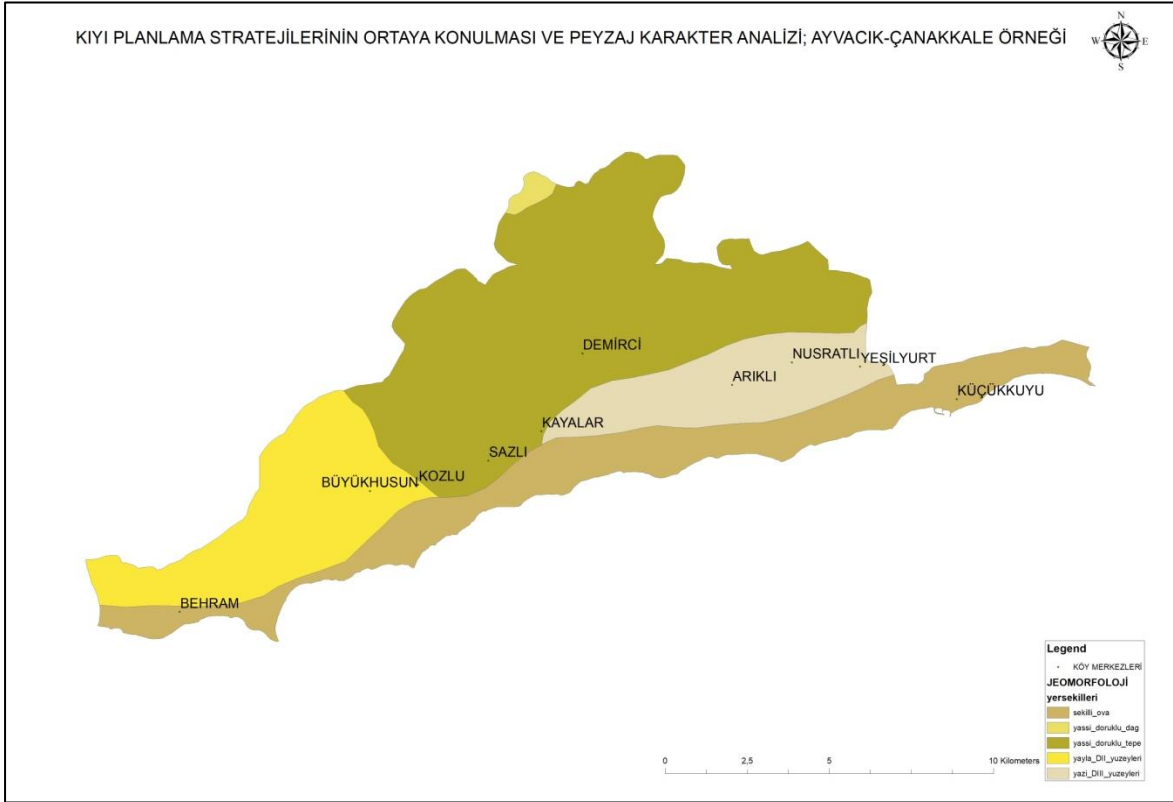 KIYI PLANLAMA STRATEJİLERİNİN ORTAYA KONULMASI VE PEYZAJ KARAKTER ANALİZİ; AYVACIK-ÇANAKKALE ÖRNEĞİ
N
W E
S
DEMİRCİ
NUSRATLI
YEŞİLYURT
ARIKLI
KÜÇÜKKUYU
KAYALAR
SAZLI
KOZLU
BÜYÜKHUSUN
BEHRAM
Legend
KÖY MERKEZLERİ
JEOMORFOLOJİ
yersekilleri
sekilli_ova
yassi_doruklu_dag
yassi_doruklu_tepe
yayla_DII_yuzeyleri
yazi_DIII_yuzeyleri
0 2,5 5 10 Kilometers